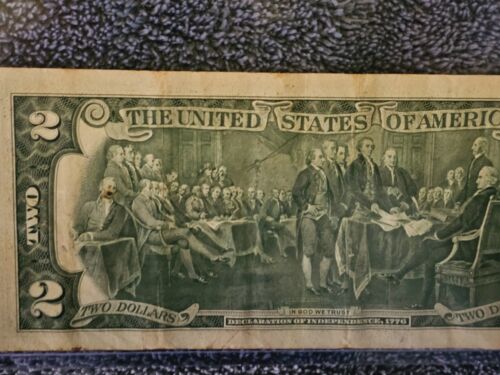 2
THE UNITED STATES OF AMERIC
TWO
2
TWO DOLLARS
IN GOD WE TRUST
TWO D
DECLARATION OF INDEPENDENCE, 1776